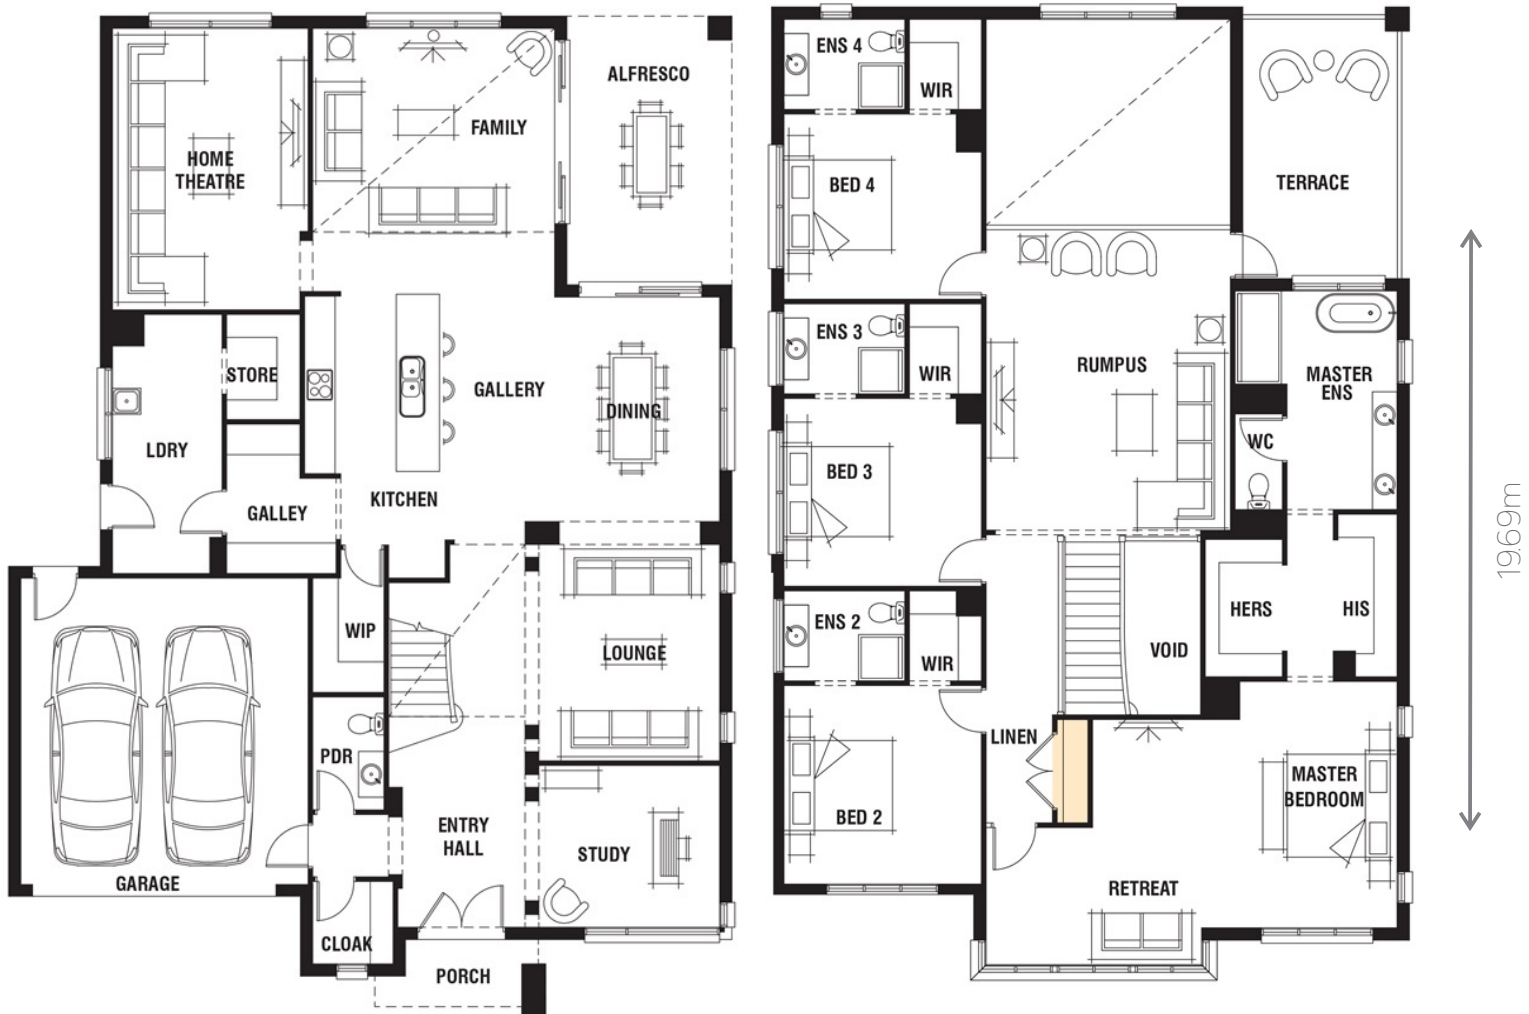 HOME
THEATRE
FAMILY
ALFRESCO
STORE
LDRY
GALLEY
KITCHEN
GALLERY
DINING
WIP
LOUNGE
PDR
ENTRY
HALL
STUDY
GARAGE
CLOAK
PORCH
ENS 4
WIR
BED 4
TERRACE
ENS 3
WIR
RUMPUS
MASTER
ENS
WC
BED 3
HERS
HIS
ENS 2
WIR
VOID
LINEN
BED 2
MASTER
BEDROOM
RETREAT
19.69m